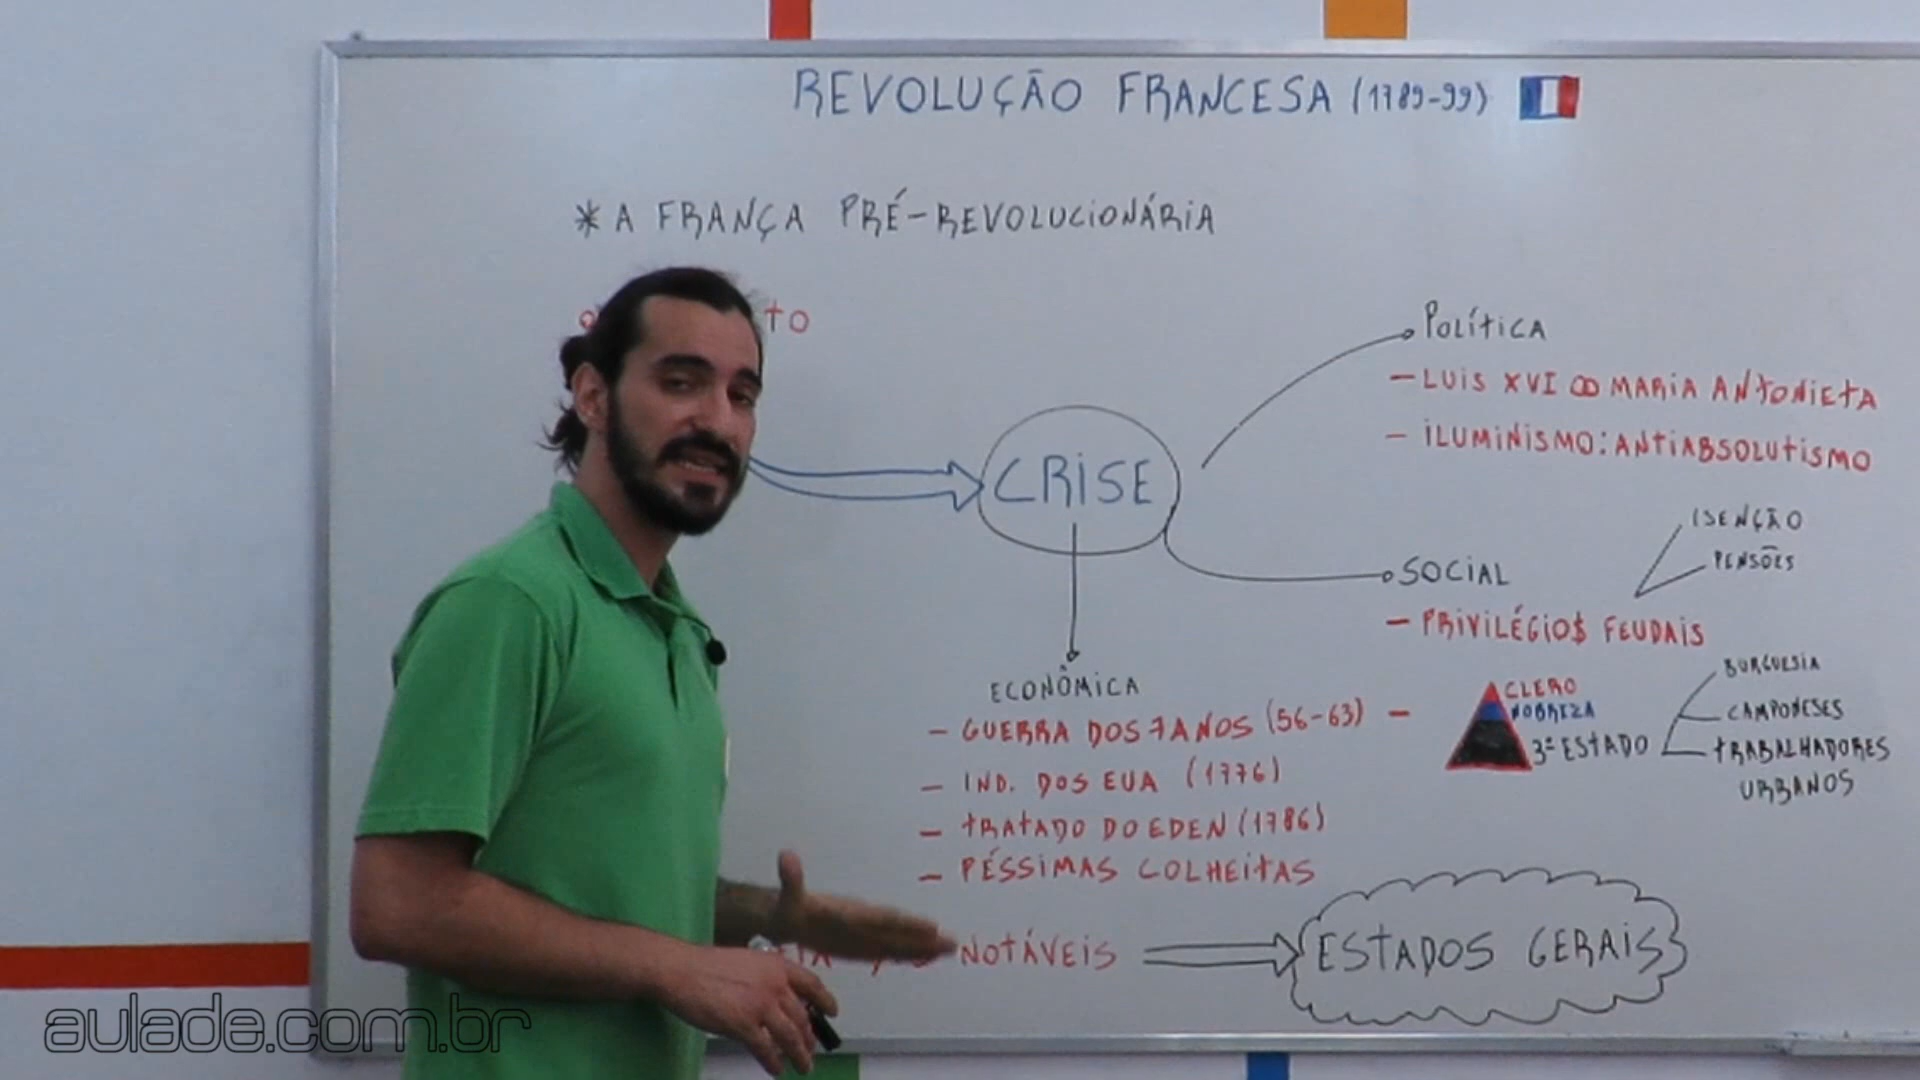 REVOLUÇÃO FRANCESA (1789-99)
* A FRANÇA PRÉ-REVOLUCIONÁRIA
CRISE
POLÍTICA
- LUIS XVI ∞ MARIA ANTONIETA
- ILUMINISMO: ANTIABSOLUTISMO
SOCIAL
ISENÇÃO
PENSÕES
- PRIVILÉGIO$ FEUDAIS
CLERO
NOBREZA
3º ESTADO
BURGUESIA
CAMPONESES
TRABALHADORES
URBANOS
ECONÔMICA
- GUERRA DOS 7 ANOS (56-63) -
- IND. DOS EUA (1776)
- TRATADO DO EDEN (1786)
- PÉSSIMAS COLHEITAS
NOTÁVEIS
ESTADOS GERAIS
aulade.com.br